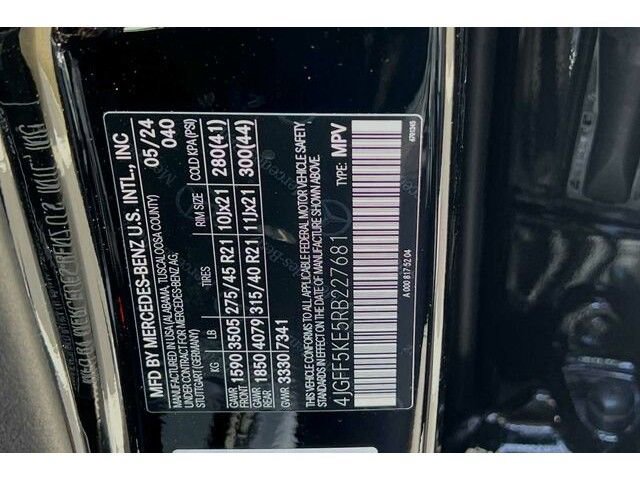 MFG BY MERCEDES-BENZ U.S. INTL., INC
MANUFACTURED IN USA (ALABAMA, TUSCALOOSA COUNTY)
UNDER CONTRACT FOR MERCEDES-BENZ AG,
STUTTGART (GERMANY)
05/24
040
KG LB TIRES RIM SIZE COLD KPA (PSI)
GAWR FRONT 1590 3505 275/45 R21 10Jx21 280(41)
GAWR REAR 1850 4079 315/40 R21 11Jx21 300(44)
GVWR 3330 7341
THIS VEHICLE CONFORMS TO ALL APPLICABLE FEDERAL MOTOR VEHICLE SAFETY
STANDARDS IN EFFECT ON THE DATE OF MANUFACTURE SHOWN ABOVE.
4JGFF5KE5RB227681 TYPE: MPV
A 000 817 52 04